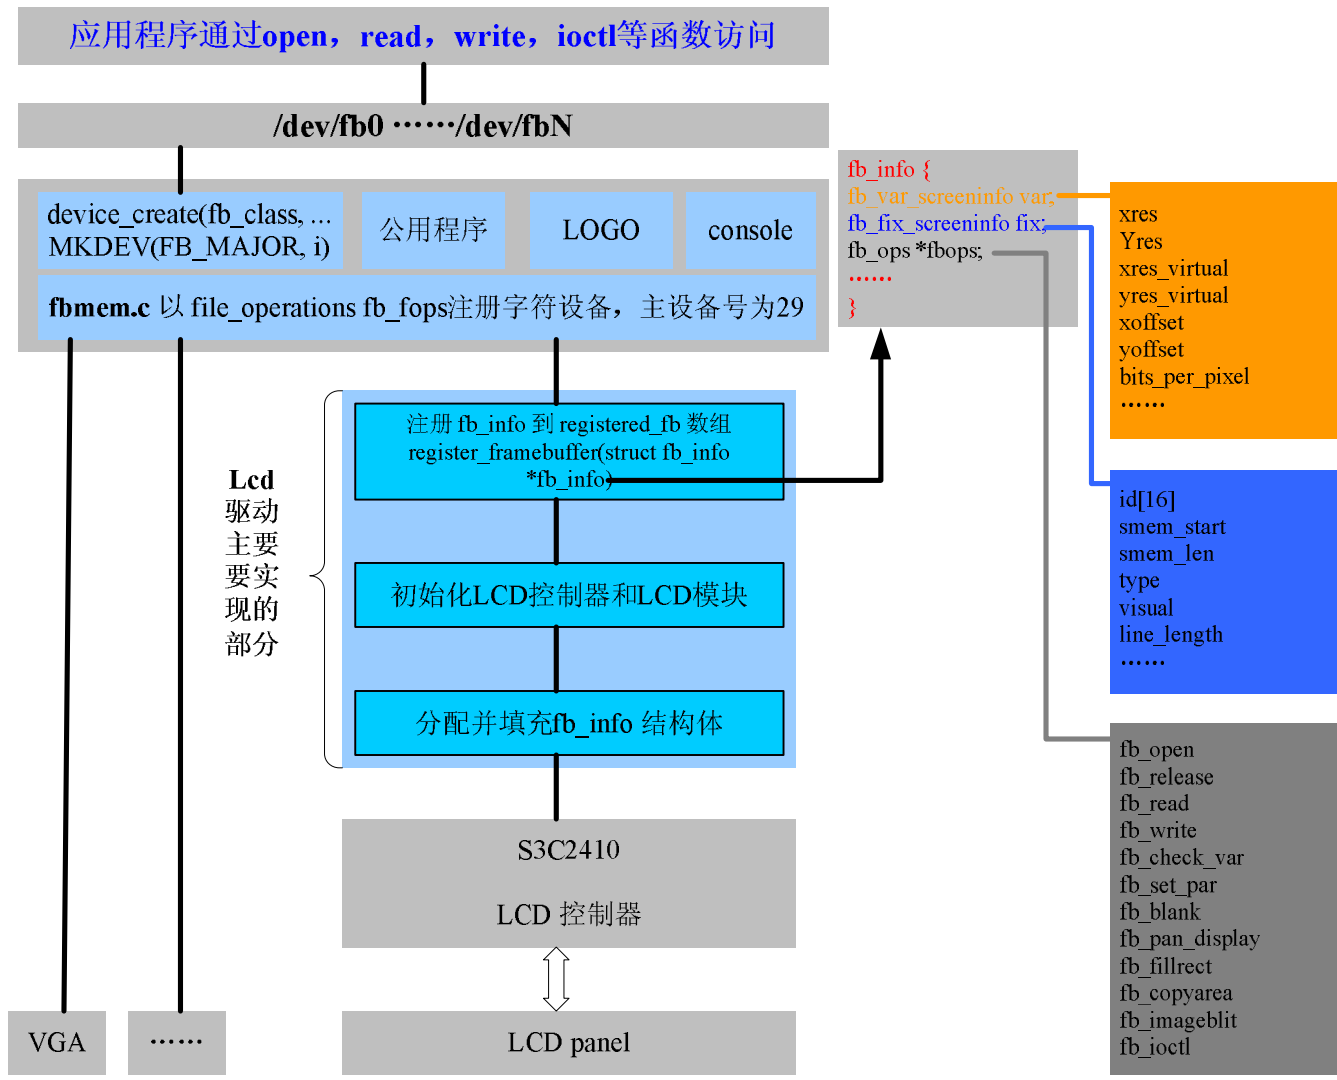 应用程序通过open，read，write，ioctl等函数访问
/dev/fb0 ……/dev/fbN
device_create(fb_class, ...
MKDEV(FB_MAJOR, i)
公用程序
LOGO
console
fbmem.c 以 file_operations fb_fops注册字符设备，主设备号为29
fb_info {
fb_var_screeninfo var;
fb_fix_screeninfo fix;
fb_ops *fbops;
……
}
xres
Yres
xres_virtual
yres_virtual
xoffset
yoffset
bits_per_pixel
……
Lcd
驱动
主要
要实
现的
部分
注册 fb_info 到 registered_fb 数组
register_framebuffer(struct fb_info
*fb_info)
初始化LCD控制器和LCD模块
分配并填充fb_info 结构体
id[16]
smem_start
smem_len
type
visual
line_length
……
S3C2410
LCD 控制器
fb_open
fb_release
fb_read
fb_write
fb_check_var
fb_set_par
fb_blank
fb_pan_display
fb_fillrect
fb_copyarea
fb_imageblit
fb_ioctl
VGA
……
LCD panel